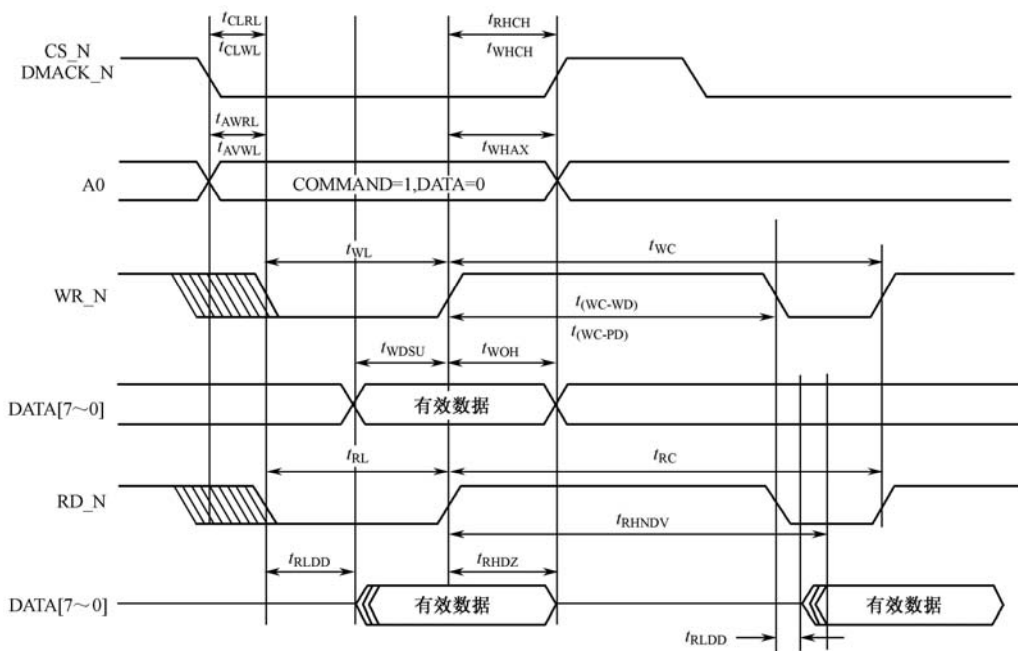 tCLRL
tRHCH
CS_N
DMACK_N
tCLWL
tWHCH
tAWRL
tAVWL
tWHAX
A0
COMMAND=1,DATA=0
tWL
tWC
WR_N
t(WC-WD)
t(WC-PD)
tWDSU
tWOH
DATA[7～0]
有效数据
tRL
tRC
RD_N
tRHNDV
tRLDD
tRHDZ
DATA[7～0]
有效数据
有效数据
tRLDD